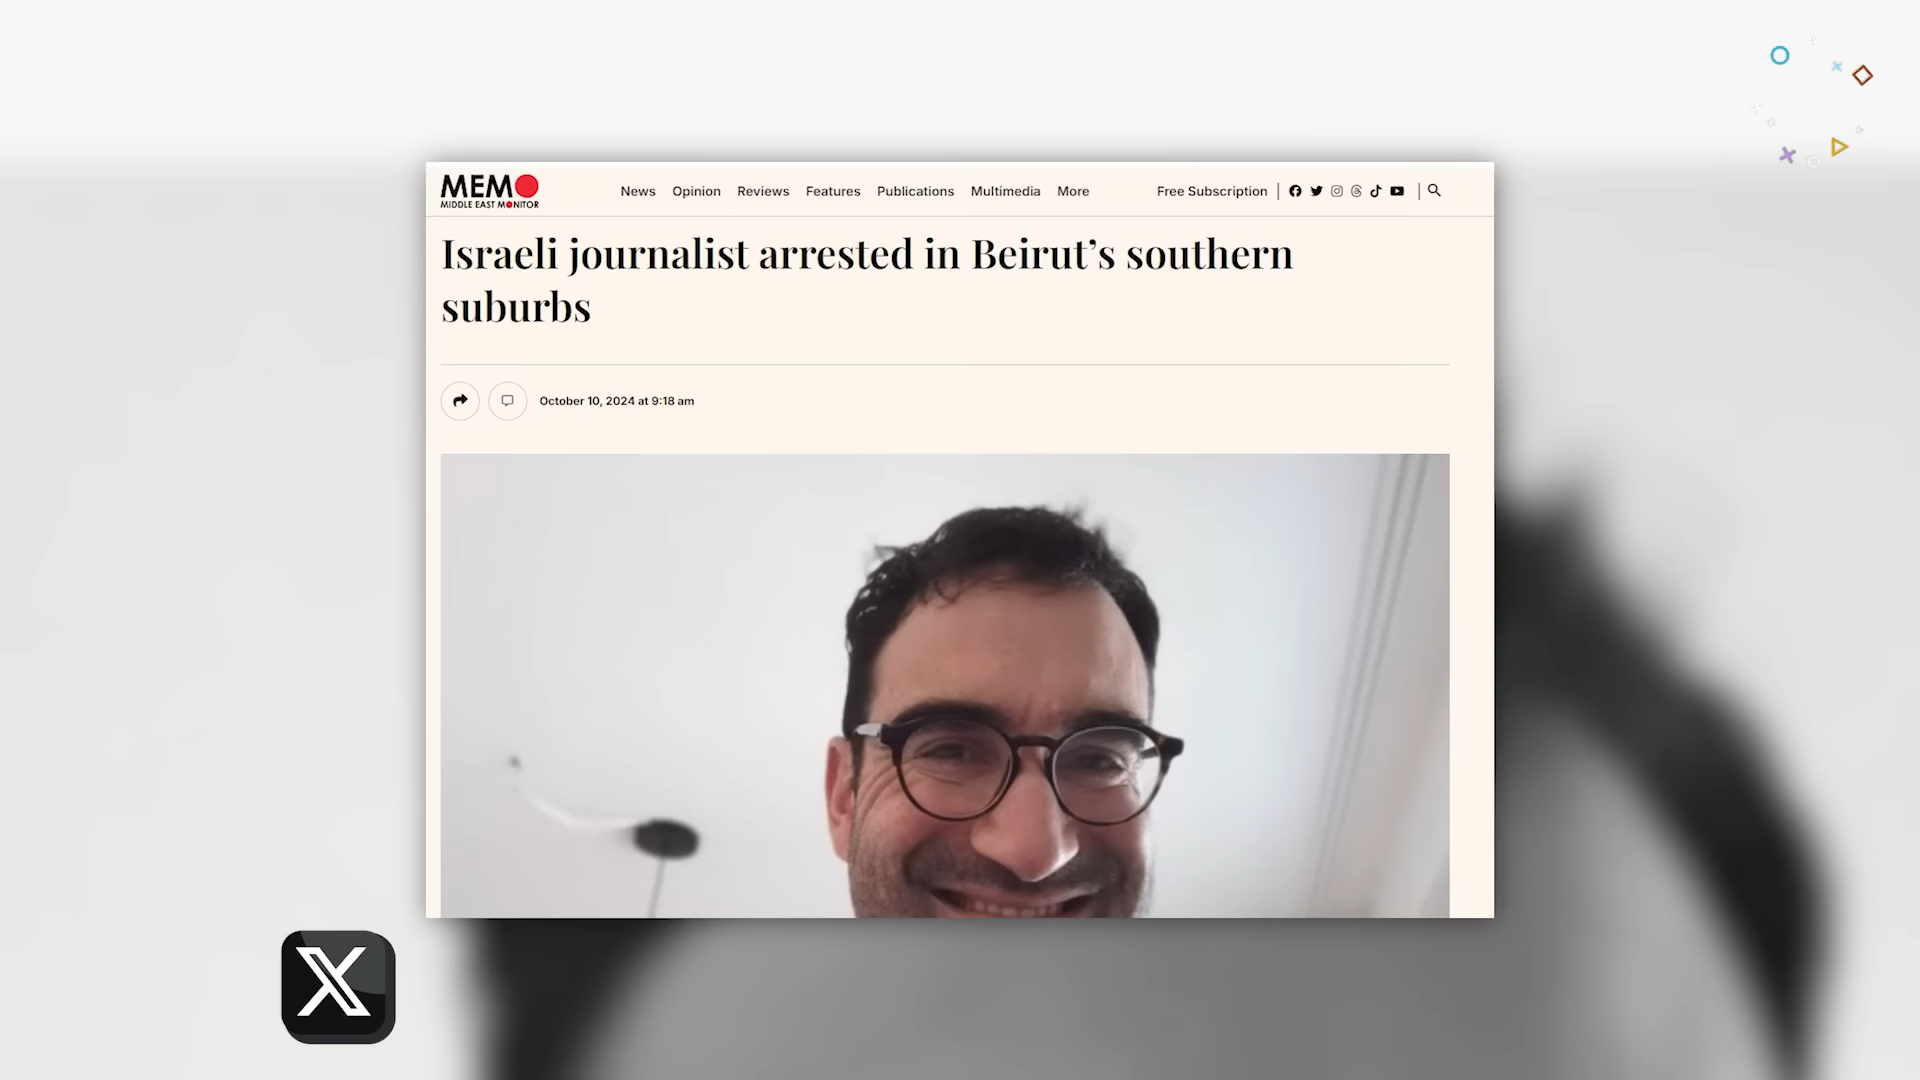 MEMO
MIDDLE EAST MONITOR
News Opinion Reviews Features Publications Multimedia More
Free Subscription
Israeli journalist arrested in Beirut’s southern
suburbs
October 10, 2024 at 9:18 am
X